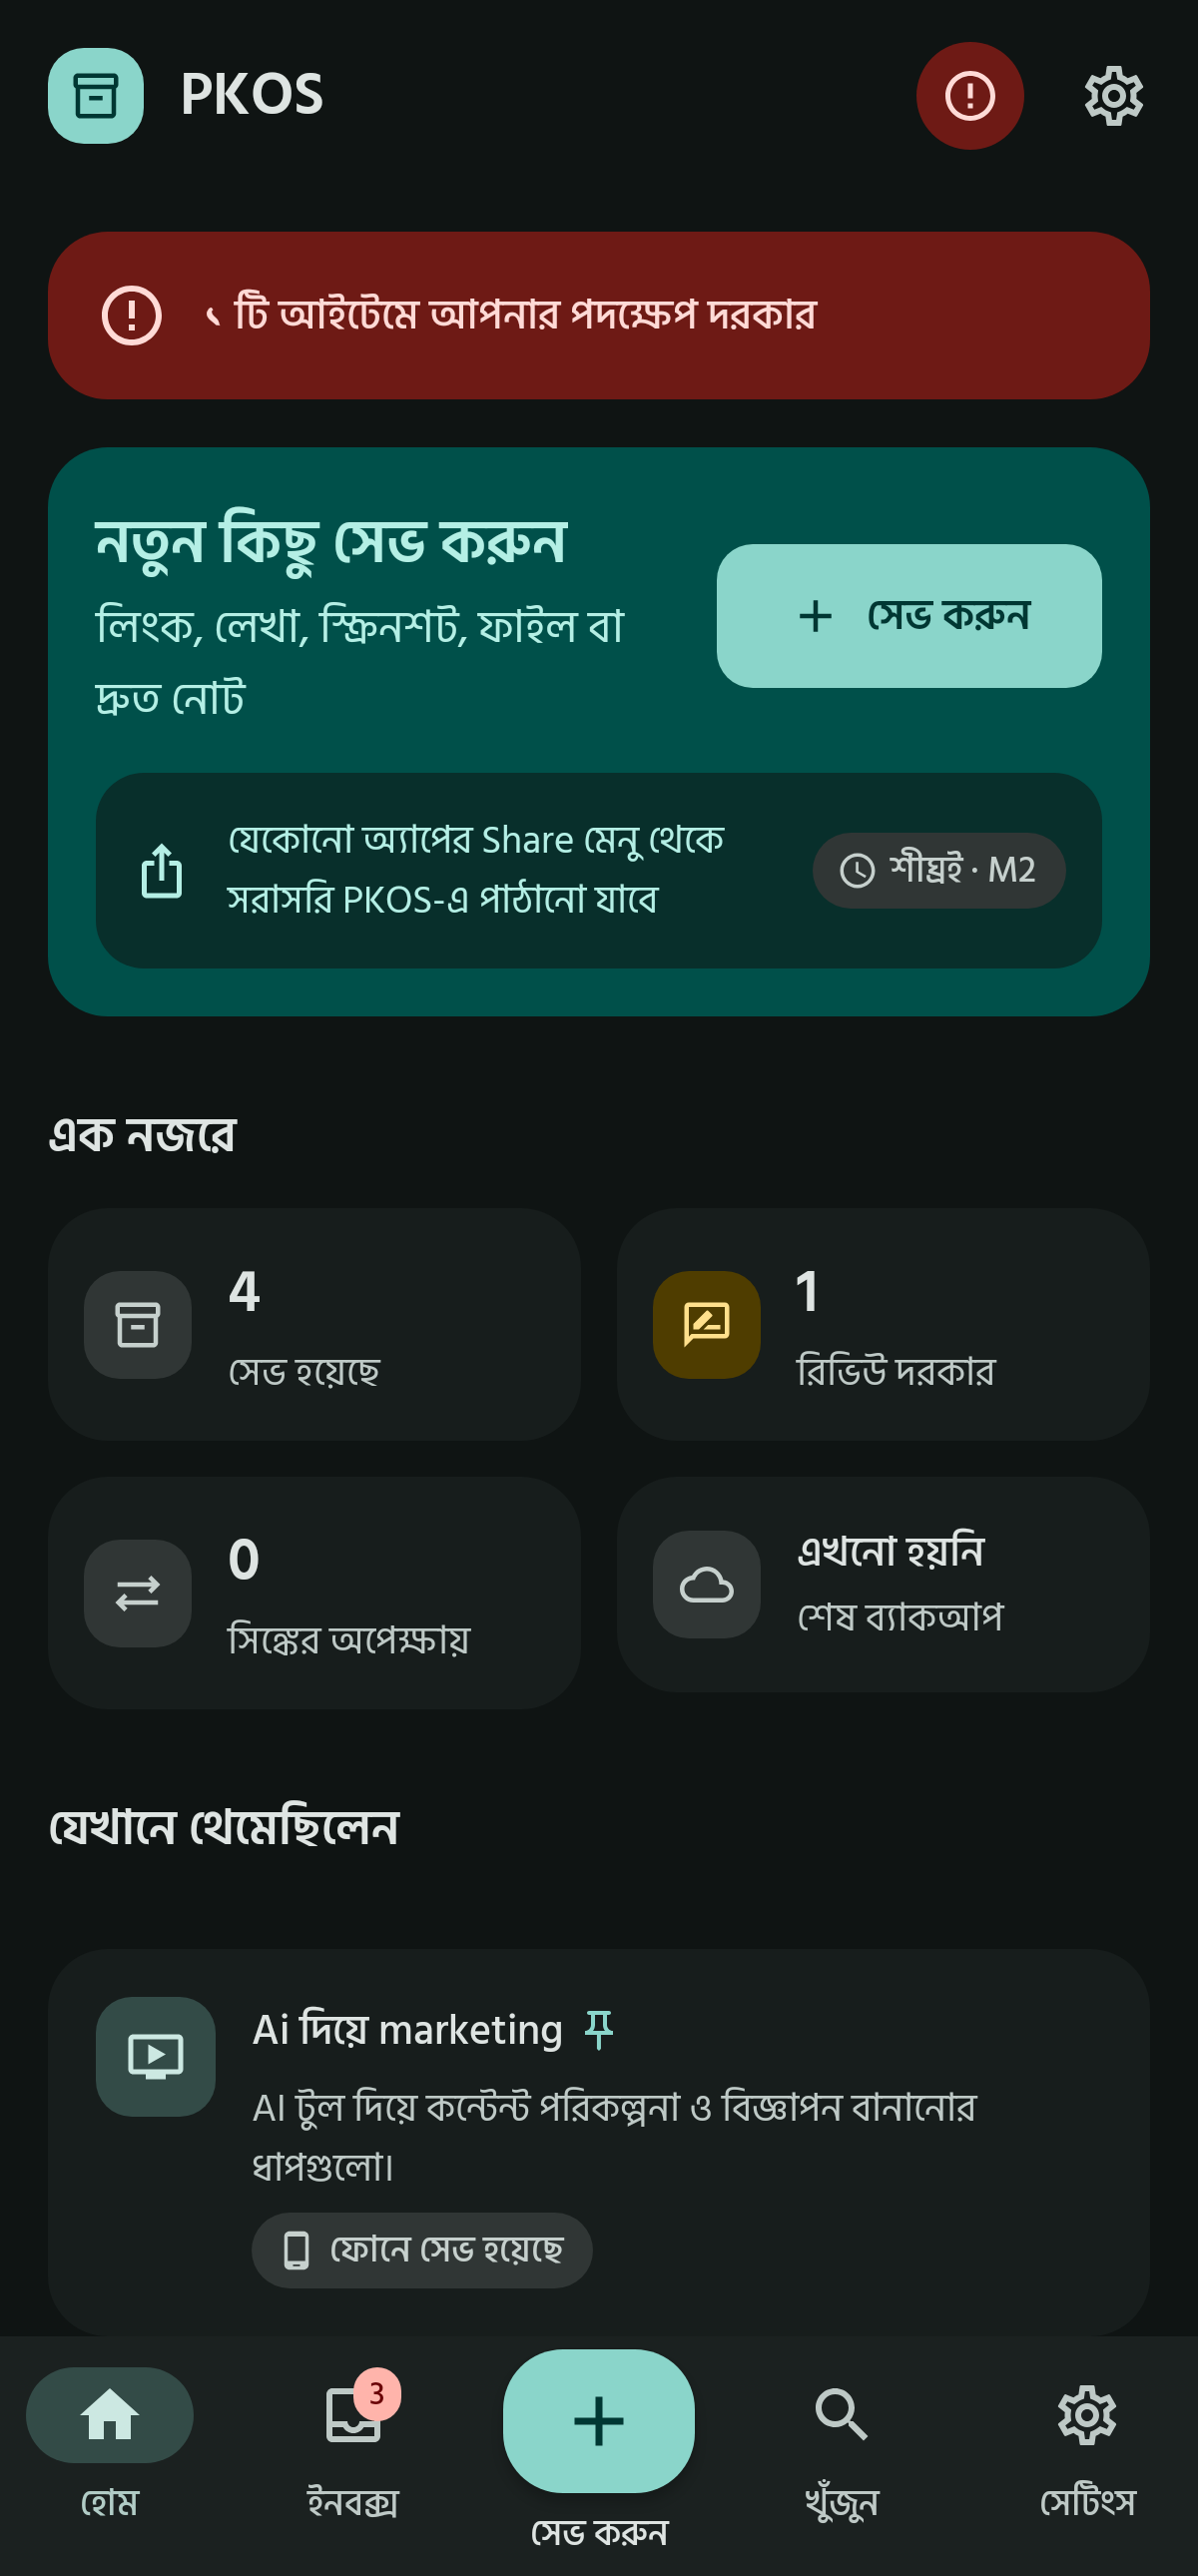 PKOS
টি আইটেমে আপনার পদক্ষেপ দরকার
নতুন কিছু সেভ করুন
লিংক, লেখা, স্ক্রিনশট, ফাইল বা
দ্রুত নোট
সেভ করুন
যেকোনো অ্যাপের Share মেনু থেকে
সরাসরি PKOS-এ পাঠানো যাবে
শীঘ্রই · M2
এক নজরে
4
সেভ হয়েছে
1
রিভিউ দরকার
0
সিঙ্কের অপেক্ষায়
এখনো হয়নি
শেষ ব্যাকআপ
যেখানে থেমেছিলেন
Ai দিয়ে marketing
AI টুল দিয়ে কন্টেন্ট পরিকল্পনা ও বিজ্ঞাপন বানানোর
ধাপগুলো।
ফোনে সেভ হয়েছে
হোম
3
ইনবক্স
সেভ করুন
খুঁজুন
সেটিংস